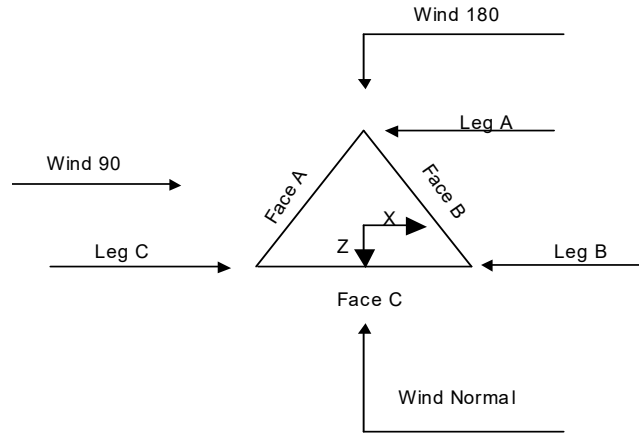 Wind 180
Leg A
Wind 90
Face A
Face B
X
Z
Leg C
Leg B
Face C
Wind Normal